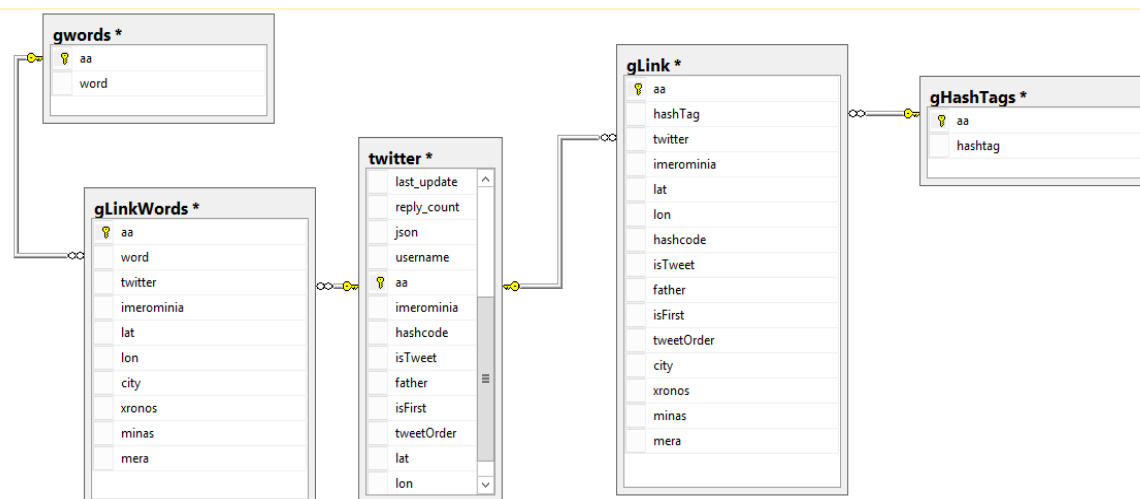 gwords *
aa
word
gLinkWords *
aa
word
twitter
imerominia
lat
lon
city
xronos
minas
mera
twitter *
last_update
reply_count
json
username
aa
imerominia
hashcode
isTweet
father
isFirst
tweetOrder
lat
lon
gLink *
aa
hashTag
twitter
imerominia
lat
lon
hashcode
isTweet
father
isFirst
tweetOrder
city
xronos
minas
mera
gHashTags *
aa
hashtag